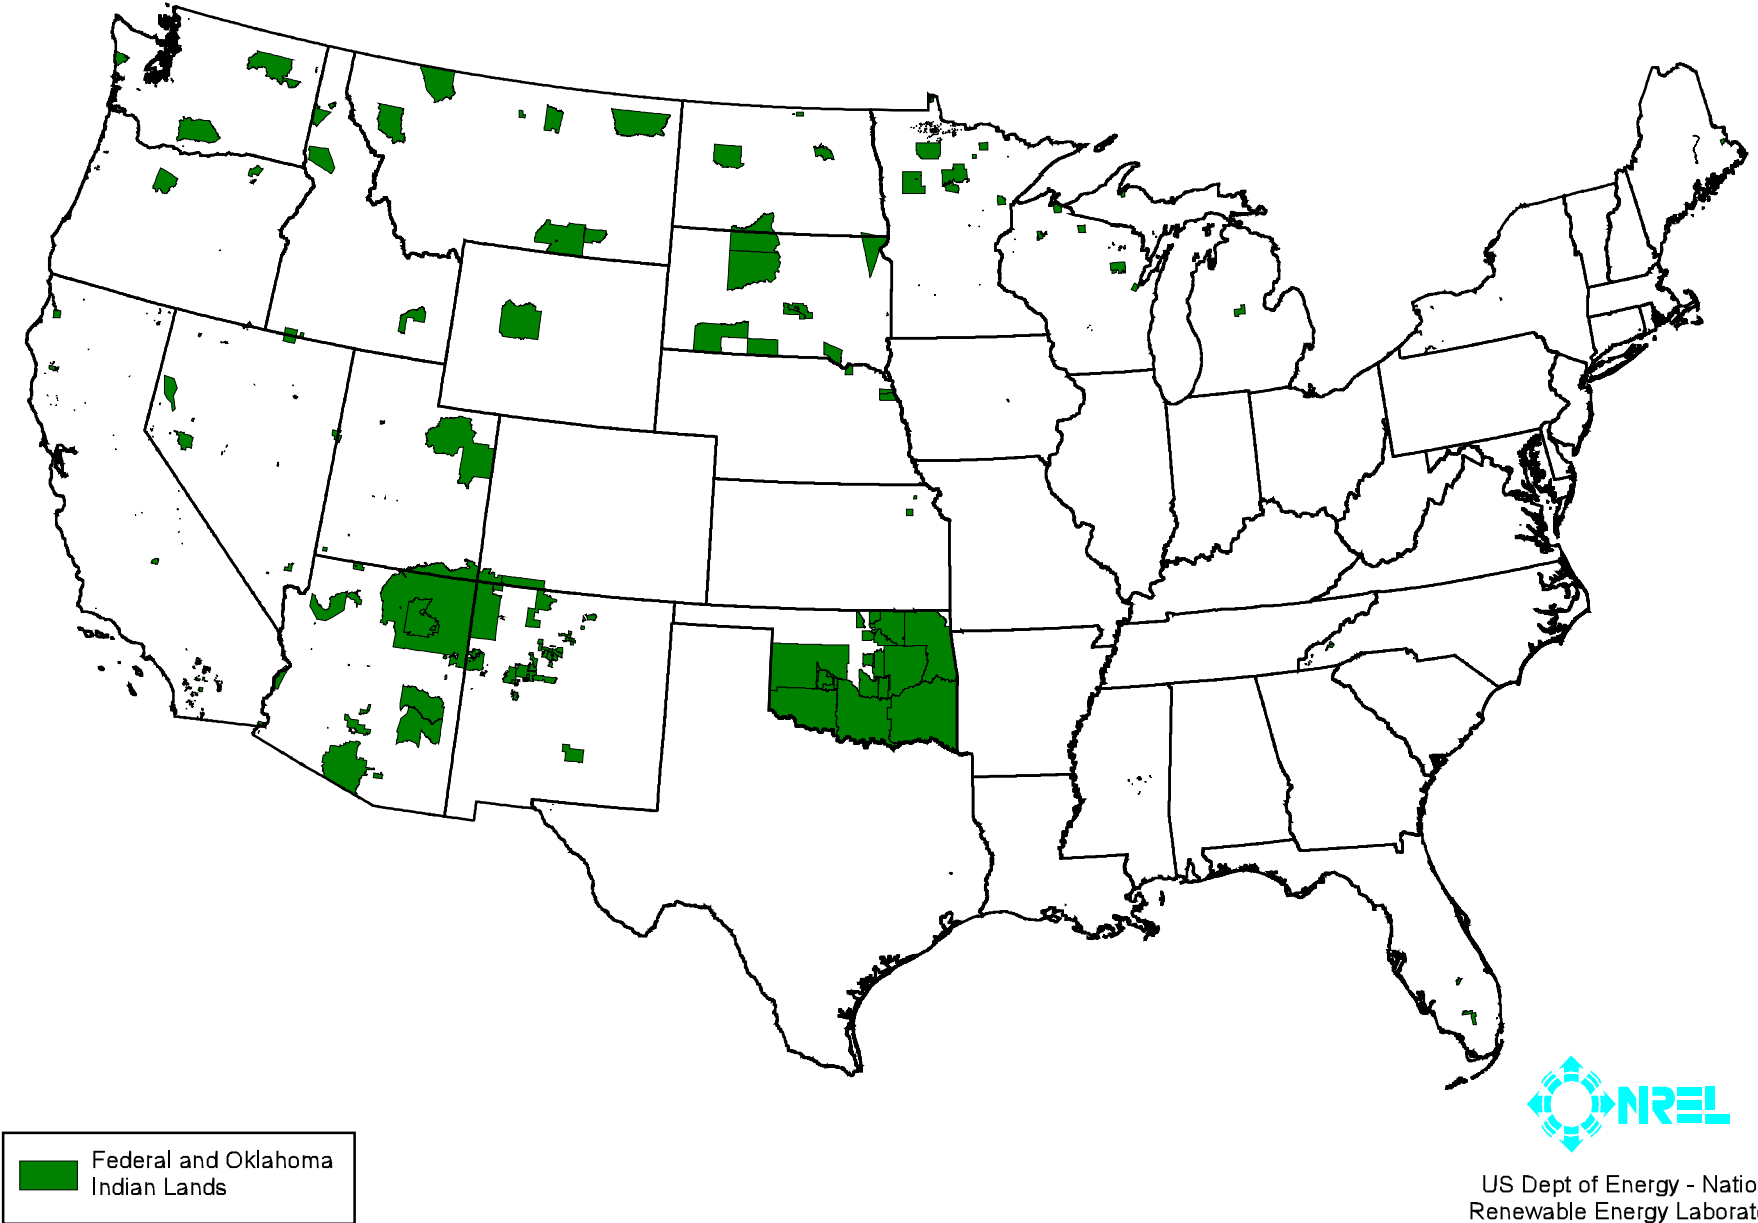 NREL
Federal and Oklahoma
Indian Lands
US Dept of Energy - Natio
Renewable Energy Laborat